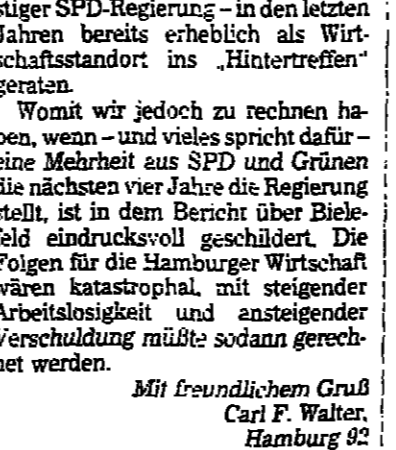 stiger SPD-Regierung – in den letzten
Jahren bereits erheblich als Wirt-
schaftsstandort ins „Hintertreffen“
geraten.
Womit wir jedoch zu rechnen ha-
ben, wenn – und vieles spricht dafür –
eine Mehrheit aus SPD und Grünen
die nächsten vier Jahre die Regierung
stellt, ist in dem Bericht über Biele-
feld eindrucksvoll geschildert. Die
Folgen für die Hamburger Wirtschaft
wären katastrophal, mit steigender
Arbeitslosigkeit und ansteigender
Verschuldung müßte sodann gerech-
net werden.
Mit freundlichem Gruß
Carl F. Walter,
Hamburg 92